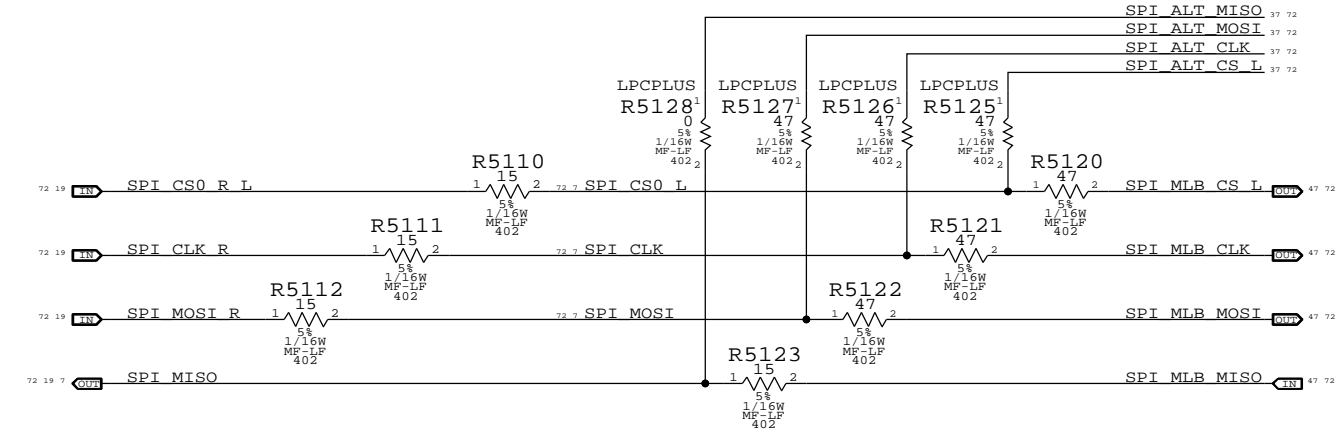 SPI_ALT_MISO 37 72
SPI_ALT_MOSI 37 72
SPI_ALT_CLK 37 72
SPI_ALT_CS_L 37 72
LPCPLUS LPCPLUS LPCPLUS LPCPLUS
R5128 1 R5127 1 R5126 1 R5125 1
0 47 47 47
5% 5% 5% 5%
1/16W 1/16W 1/16W 1/16W
MF-LF MF-LF MF-LF MF-LF
402 2 402 2 402 2 402 2
R5110 R5120
15 47
72 19 IN SPI_CS0_R_L 1 2 72 7 SPI_CS0_L 1 2 SPI_MLB_CS_L OUT 47 72
5% 5%
1/16W 1/16W
MF-LF MF-LF
402 402
R5111 R5121
15 47
72 19 IN SPI_CLK_R 1 2 72 7 SPI_CLK 1 2 SPI_MLB_CLK OUT 47 72
5% 5%
1/16W 1/16W
MF-LF MF-LF
402 402
R5112 R5122
15 47
72 19 IN SPI_MOSI_R 1 2 72 7 SPI_MOSI 1 2 SPI_MLB_MOSI OUT 47 72
5% 5%
1/16W 1/16W
MF-LF MF-LF
402 402
R5123
15
72 19 7 OUT SPI_MISO 1 2 SPI_MLB_MISO IN 47 72
5%
1/16W
MF-LF
402